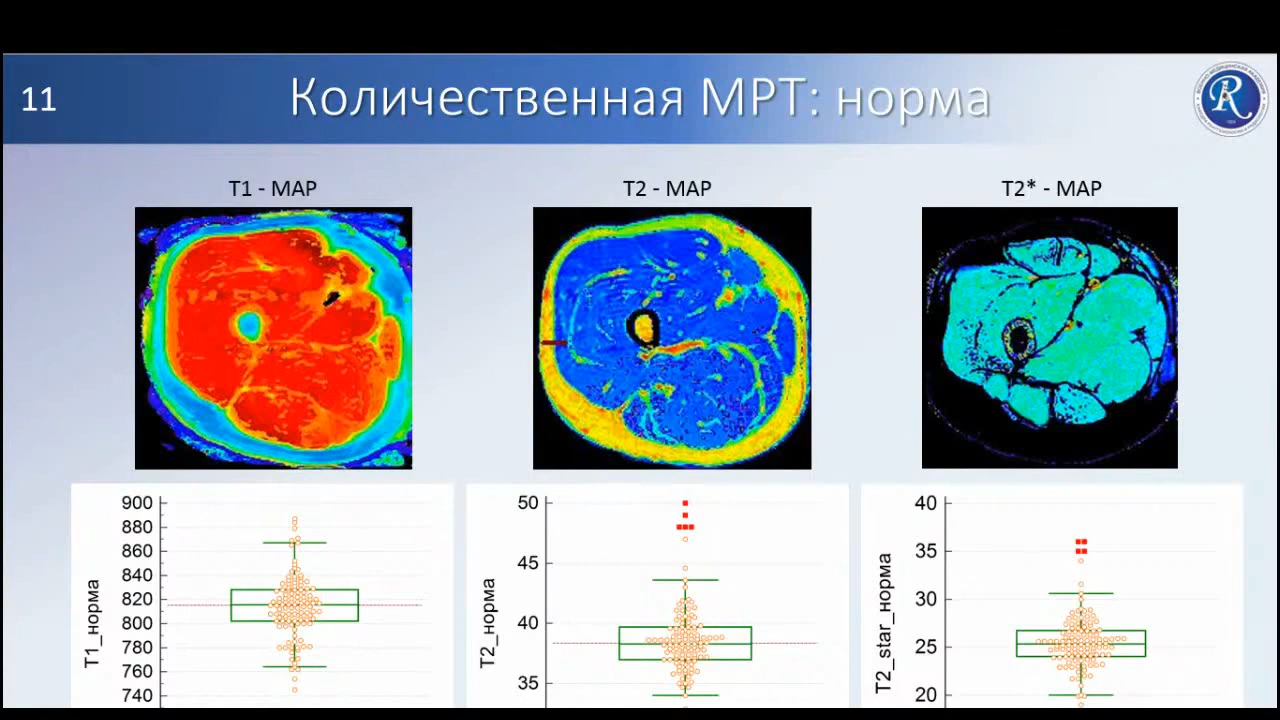 11
Количественная МРТ: норма
T1 - MAP
T2 - MAP
T2* - MAP
900
880
860
840
820
800
780
760
740
T1_норма
50
45
40
35
T2_норма
40
35
30
25
20
T2_star_норма